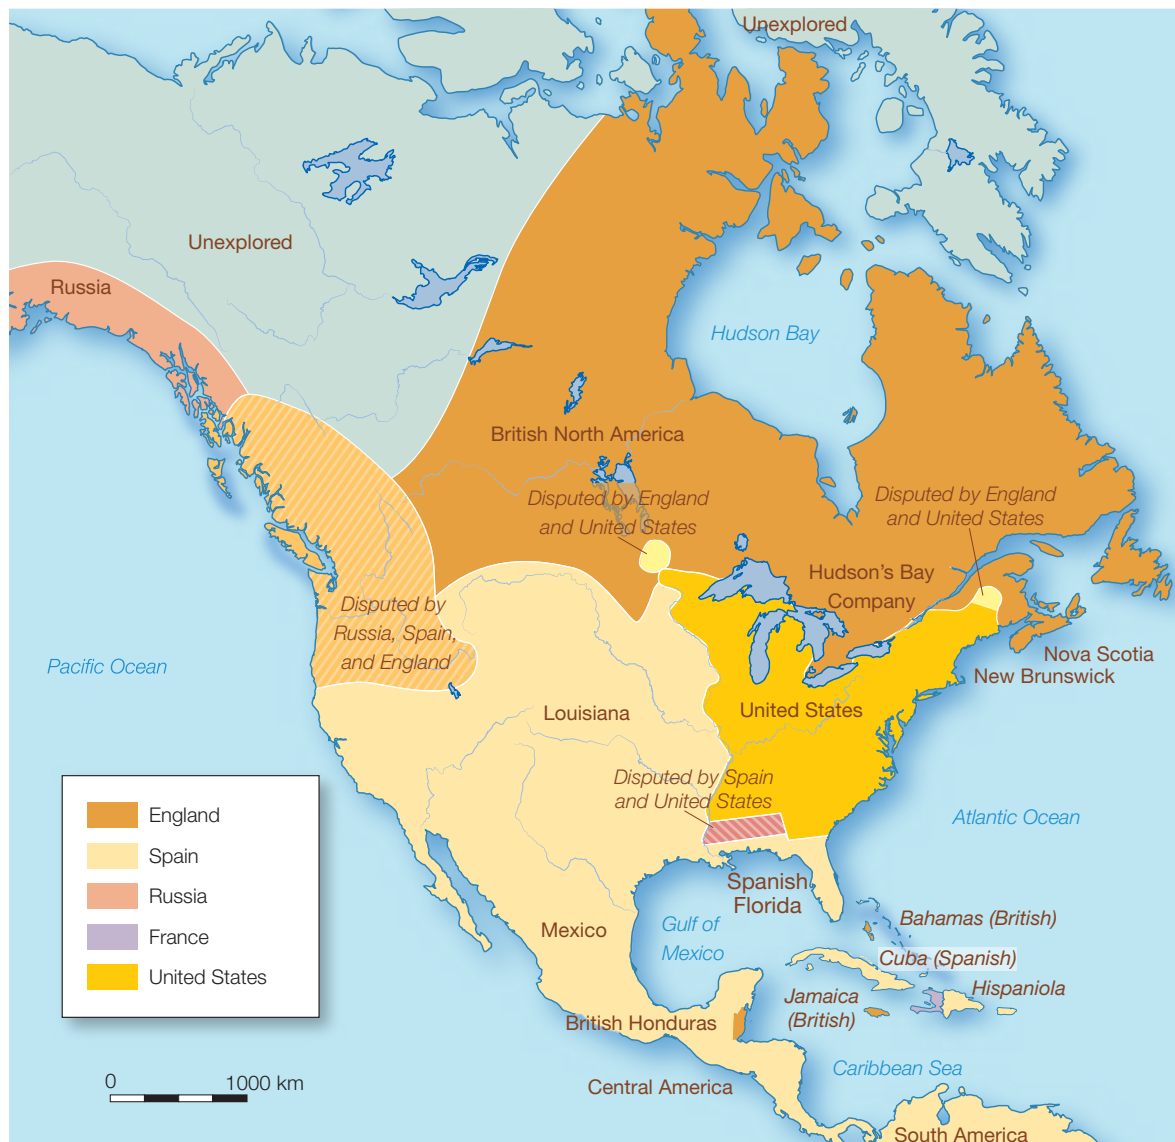 Unexplored
Unexplored
Russia
Hudson Bay
British North America
Disputed by England
and United States
Disputed by England
and United States
Hudson's Bay
Company
Disputed by
Russia, Spain,
and England
Pacific Ocean
Nova Scotia
New Brunswick
Louisiana
United States
Disputed by Spain
and United States
Atlantic Ocean
England
Spain
Russia
France
United States
Spanish
Florida
Mexico
Gulf of
Mexico
Bahamas (British)
Cuba (Spanish)
Hispaniola
Jamaica
(British)
British Honduras
Caribbean Sea
Central America
South America
0 1000 km